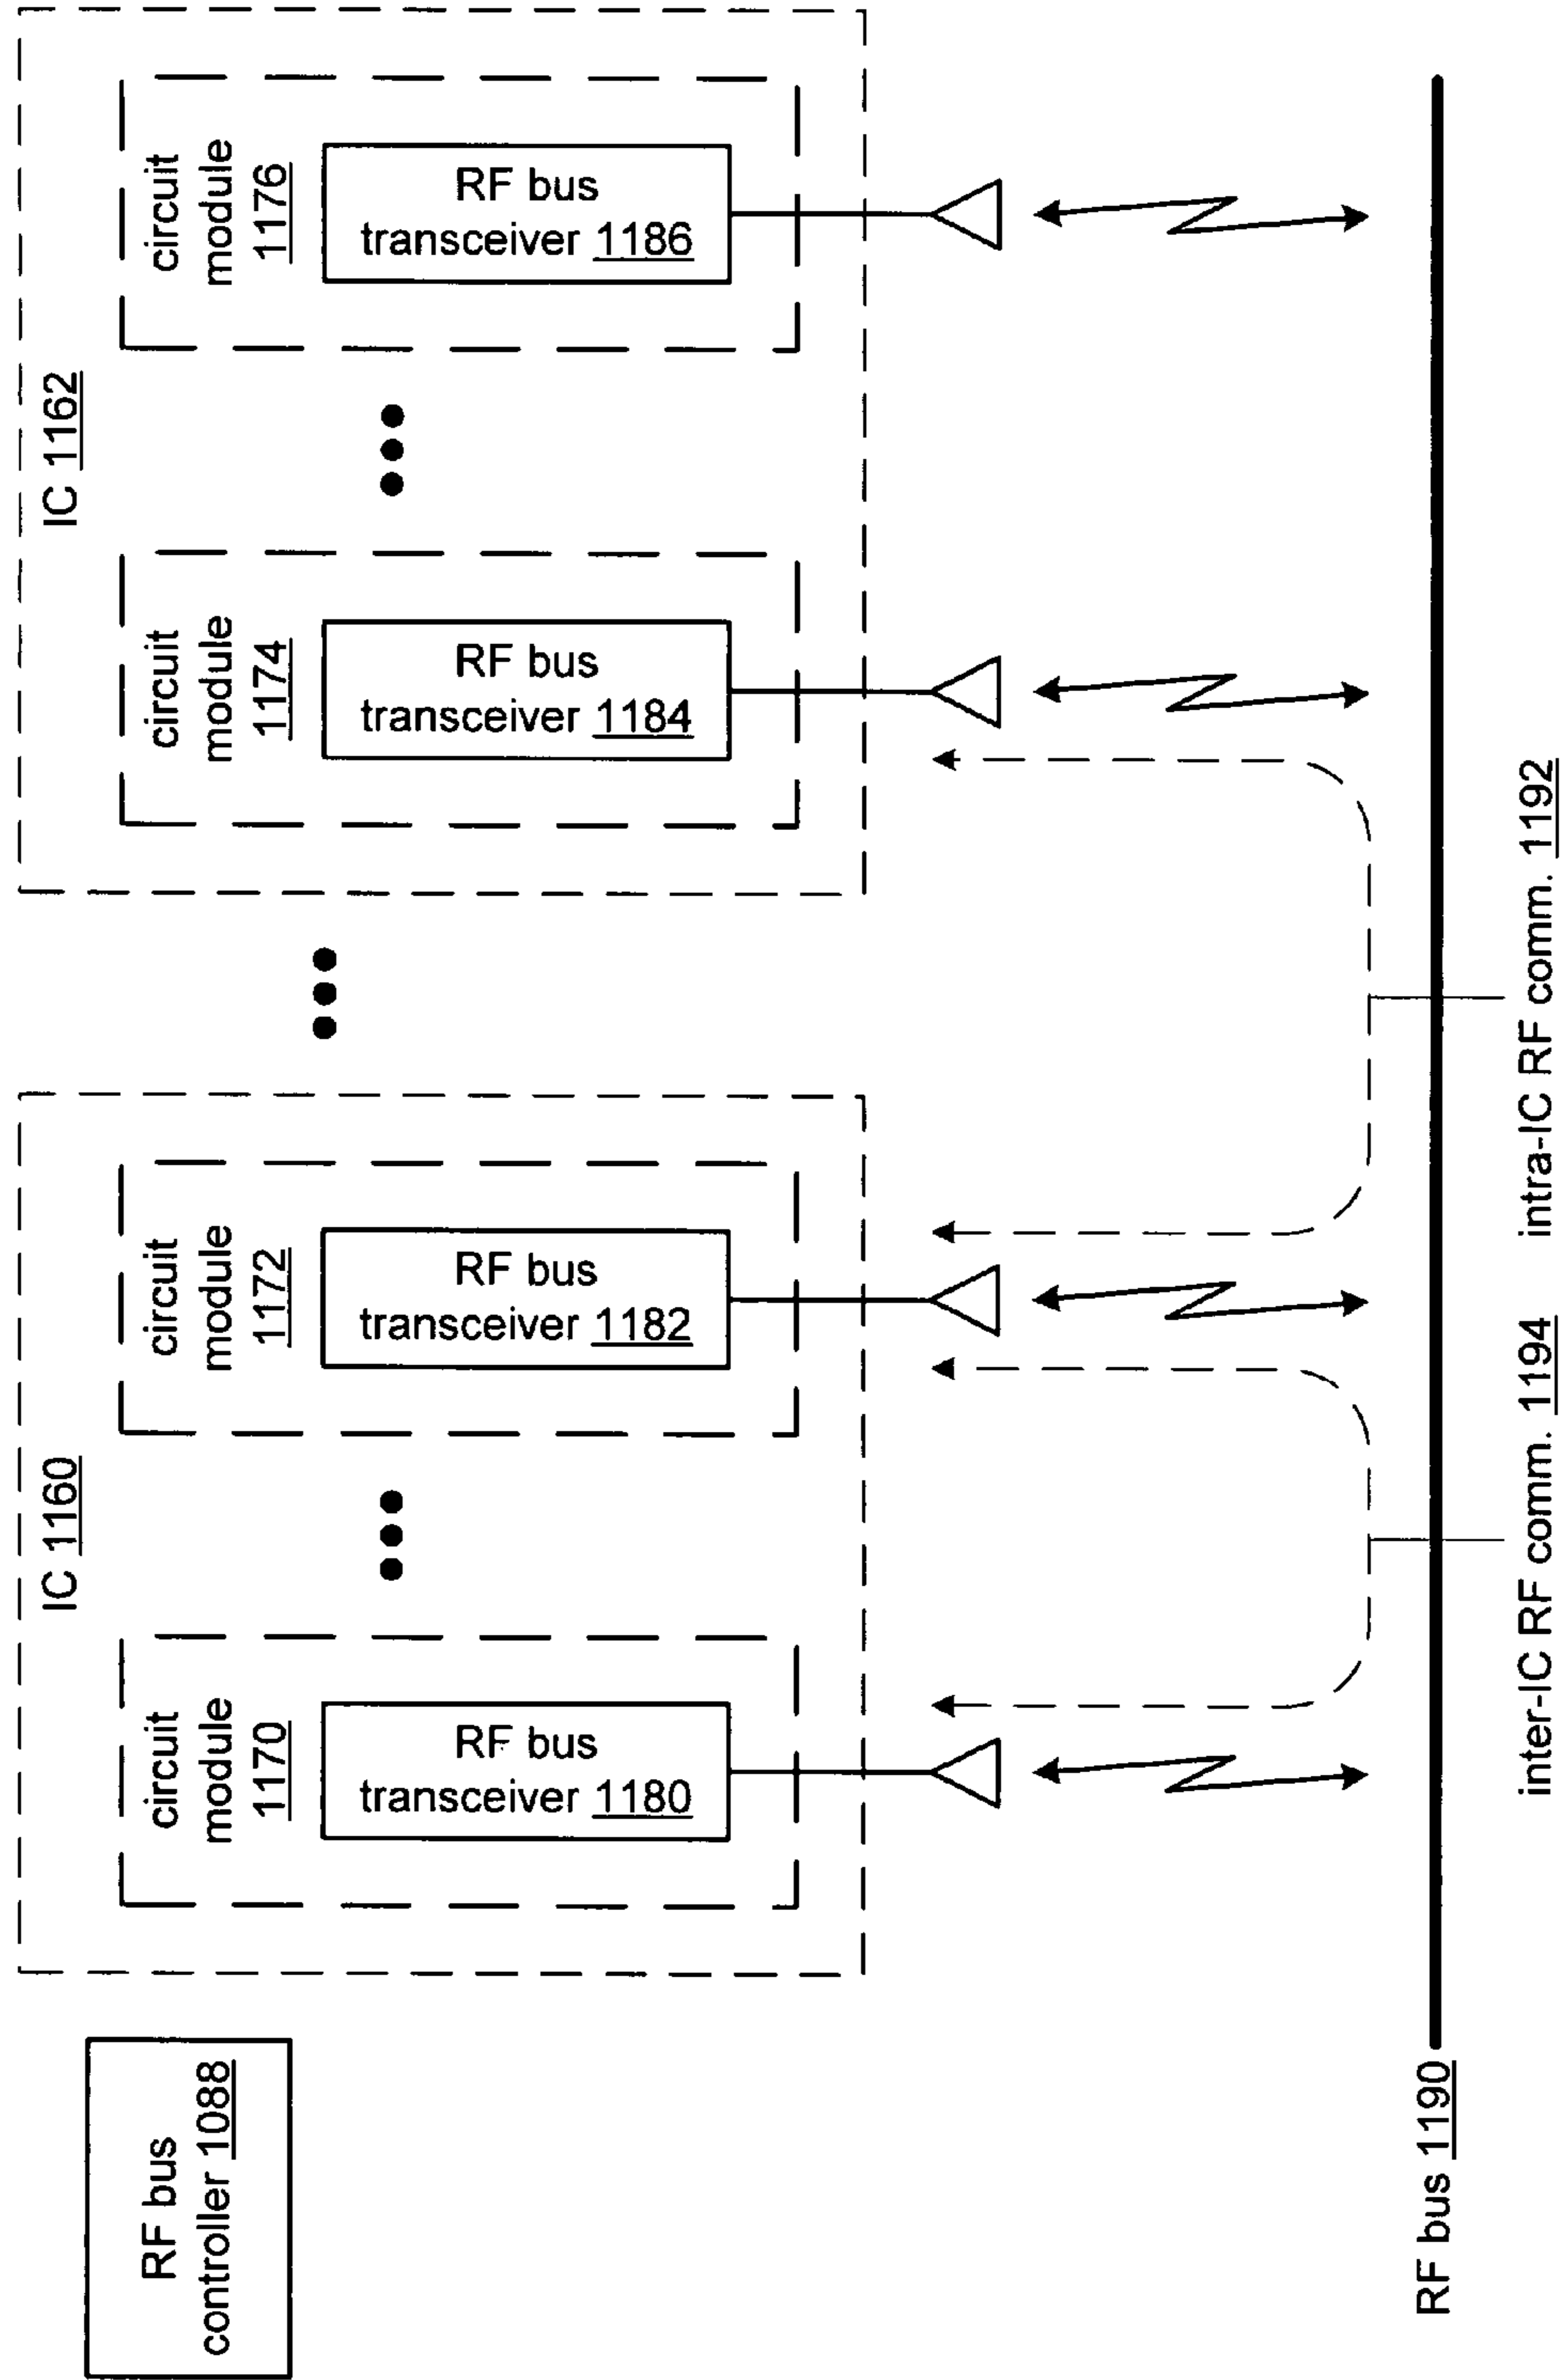 RF bus
controller 1088
IC 1160
circuit
module
1170
RF bus
transceiver 1180
circuit
module
1172
RF bus
transceiver 1182
IC 1162
circuit
module
1174
RF bus
transceiver 1184
circuit
module
1176
RF bus
transceiver 1186
RF bus 1190
inter-IC RF comm. 1194
intra-IC RF comm. 1192